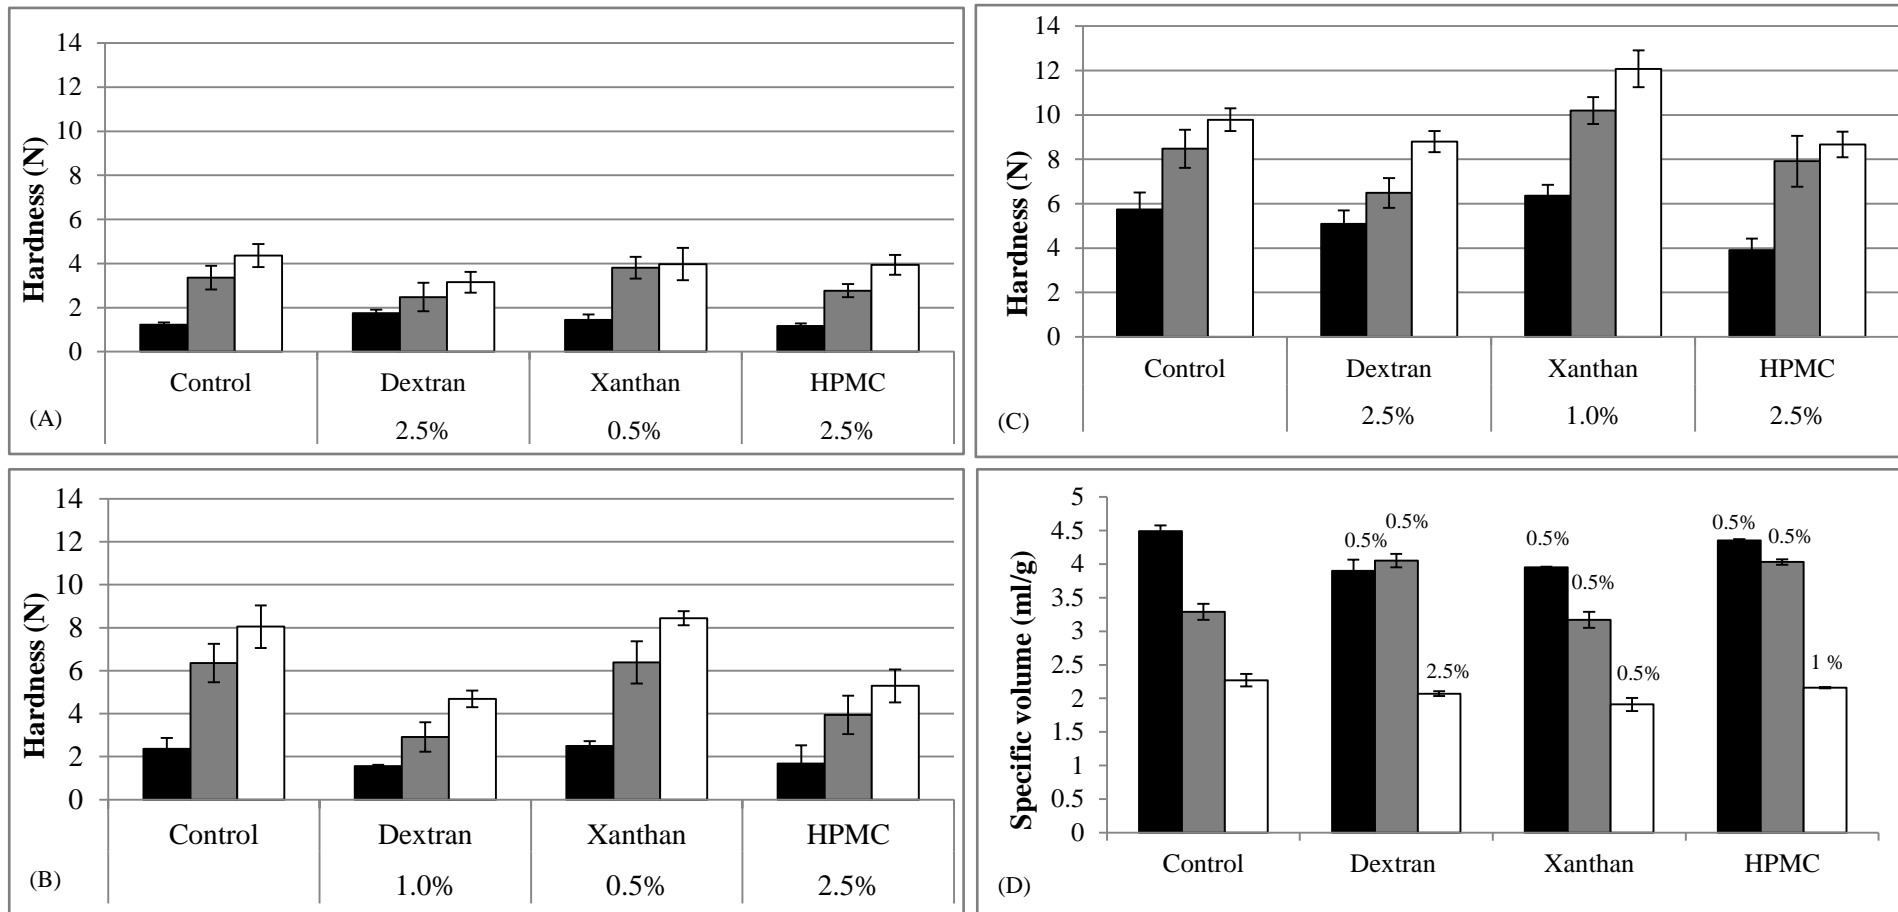 14
12
10
8
6
4
2
0
Hardness (N)
Control Dextran Xanthan HPMC
2.5% 0.5% 2.5%
(A)
14
12
10
8
6
4
2
0
Hardness (N)
Control Dextran Xanthan HPMC
1.0% 0.5% 2.5%
(B)
14
12
10
8
6
4
2
0
Hardness (N)
Control Dextran Xanthan HPMC
2.5% 1.0% 2.5%
(C)
5
4.5
4
3.5
3
2.5
2
1.5
1
0.5
0
Specific volume (ml/g)
0.5% 0.5% 2.5%
0.5% 0.5% 0.5%
0.5% 0.5% 1 %
Control Dextran Xanthan HPMC
(D)